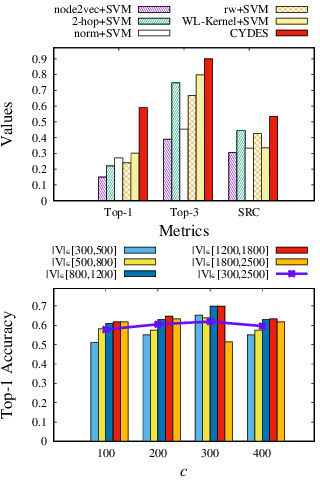 node2vec+SVM rw+SVM
2-hop+SVM WL-Kernel+SVM
norm+SVM CYDES
0.9
0.8
0.7
0.6
0.5
0.4
0.3
0.2
0.1
0
Values
Top-1 Top-3 SRC
Metrics
|V|ϵ[300,500] |V|ϵ[1200,1800]
|V|ϵ[500,800] |V|ϵ[1800,2500]
|V|ϵ[800,1200] |V|ϵ[300,2500]
0.7
0.6
0.5
0.4
0.3
0.2
0.1
0
Top-1 Accuracy
100 200 300 400
c